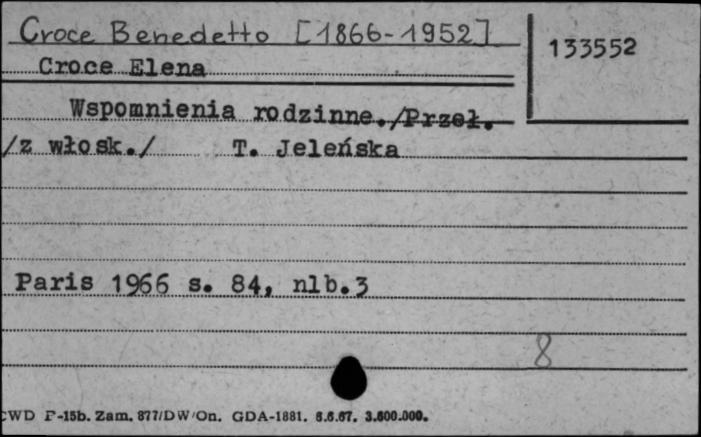 Croce Benedetto [1866-1952]
133552
Croce Elena
Wspomnienia rodzinne./Przeł.
/z włosk./ T. Jeleńska
Paris 1966 s. 84, nlb.3
8
CWD P-15b. Zam. 877/DW/On. GDA-1881. 6.6.67. 3.600.000.